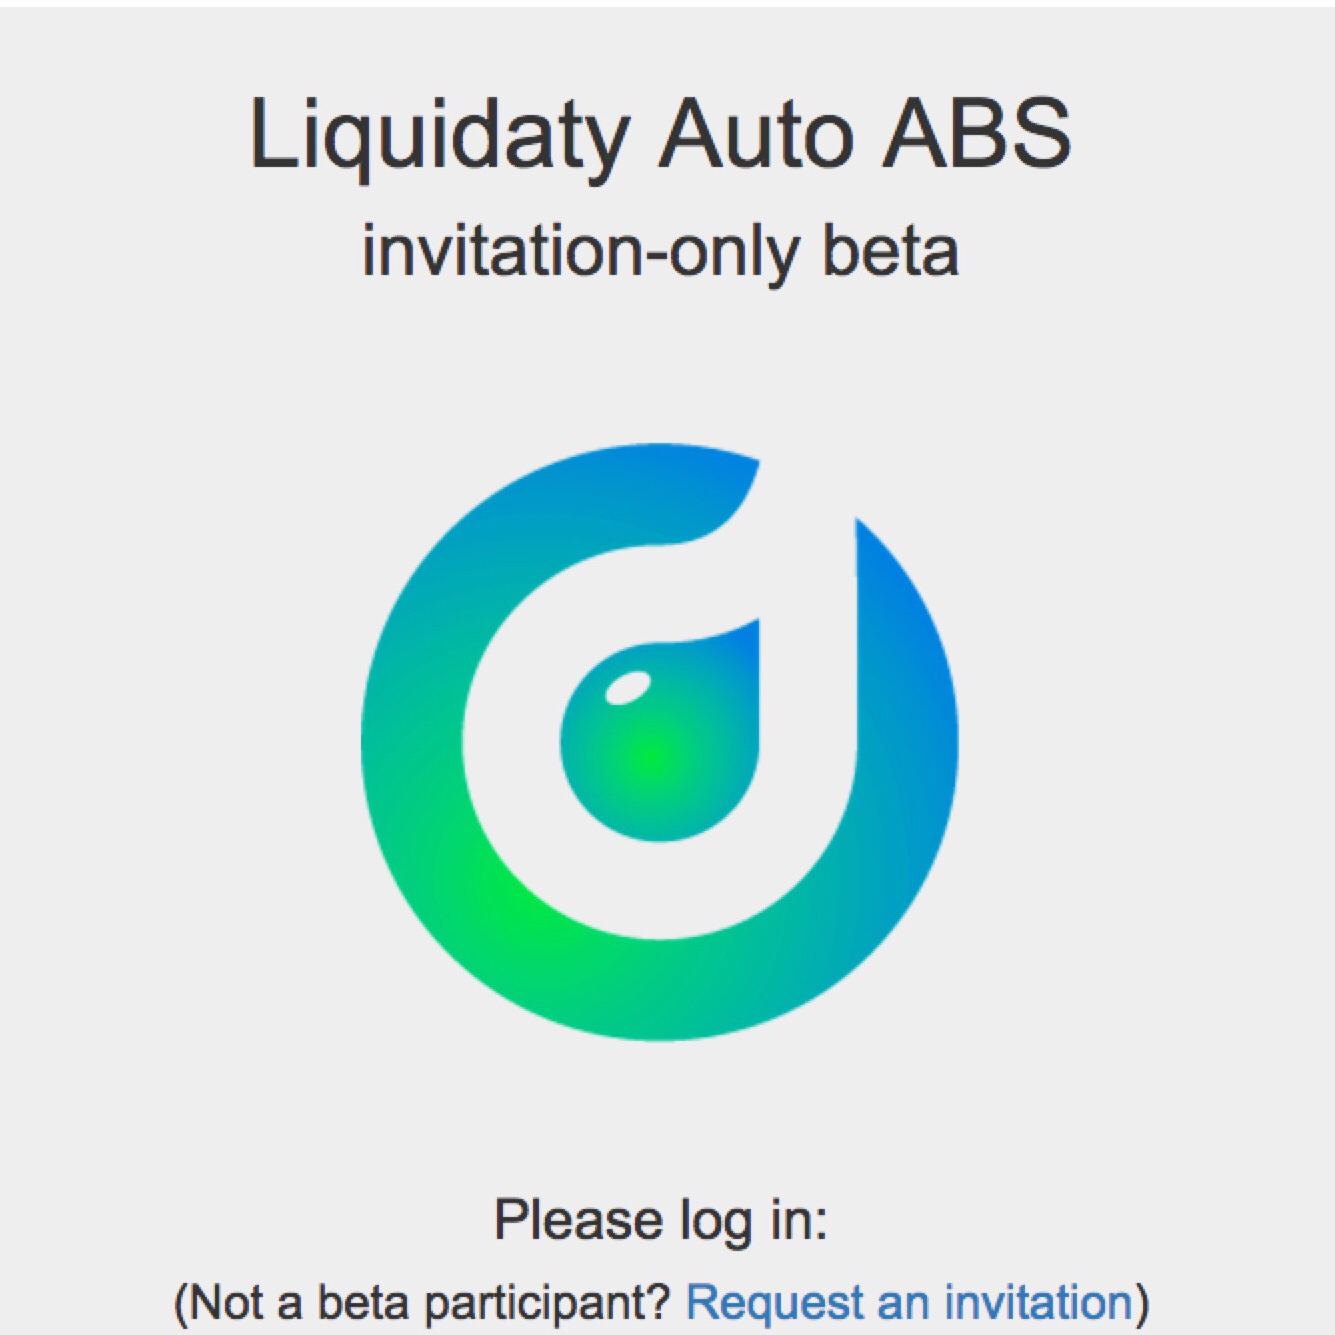 Liquidaty Auto ABS
invitation-only beta
Please log in:
(Not a beta participant? Request an invitation)